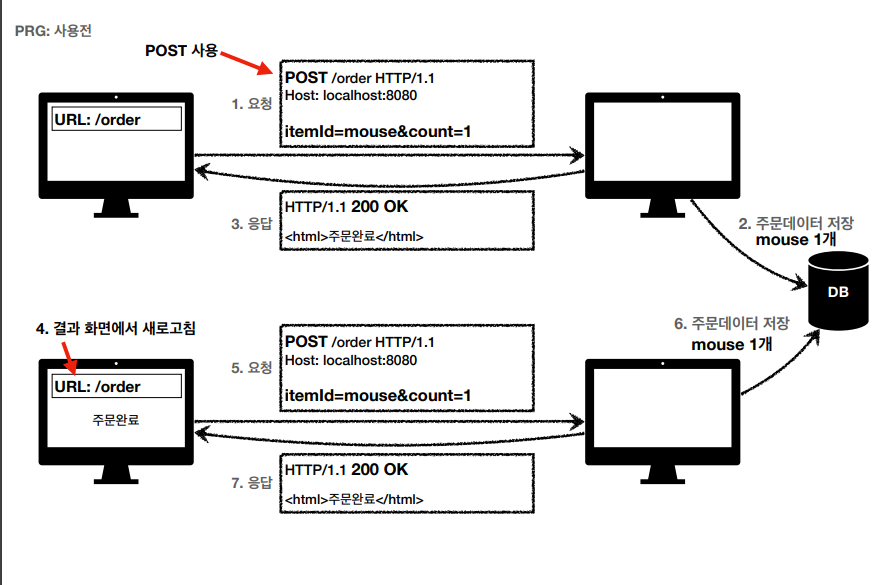 PRG: 사용전
POST 사용
POST /order HTTP/1.1
Host: localhost:8080
1. 요청
itemId=mouse&count=1
URL: /order
3. 응답
HTTP/1.1 200 OK
<html>주문완료</html>
2. 주문데이터 저장
mouse 1개
DB
4. 결과 화면에서 새로고침
URL: /order
주문완료
5. 요청
POST /order HTTP/1.1
Host: localhost:8080
itemId=mouse&count=1
6. 주문데이터 저장
mouse 1개
7. 응답
HTTP/1.1 200 OK
<html>주문완료</html>